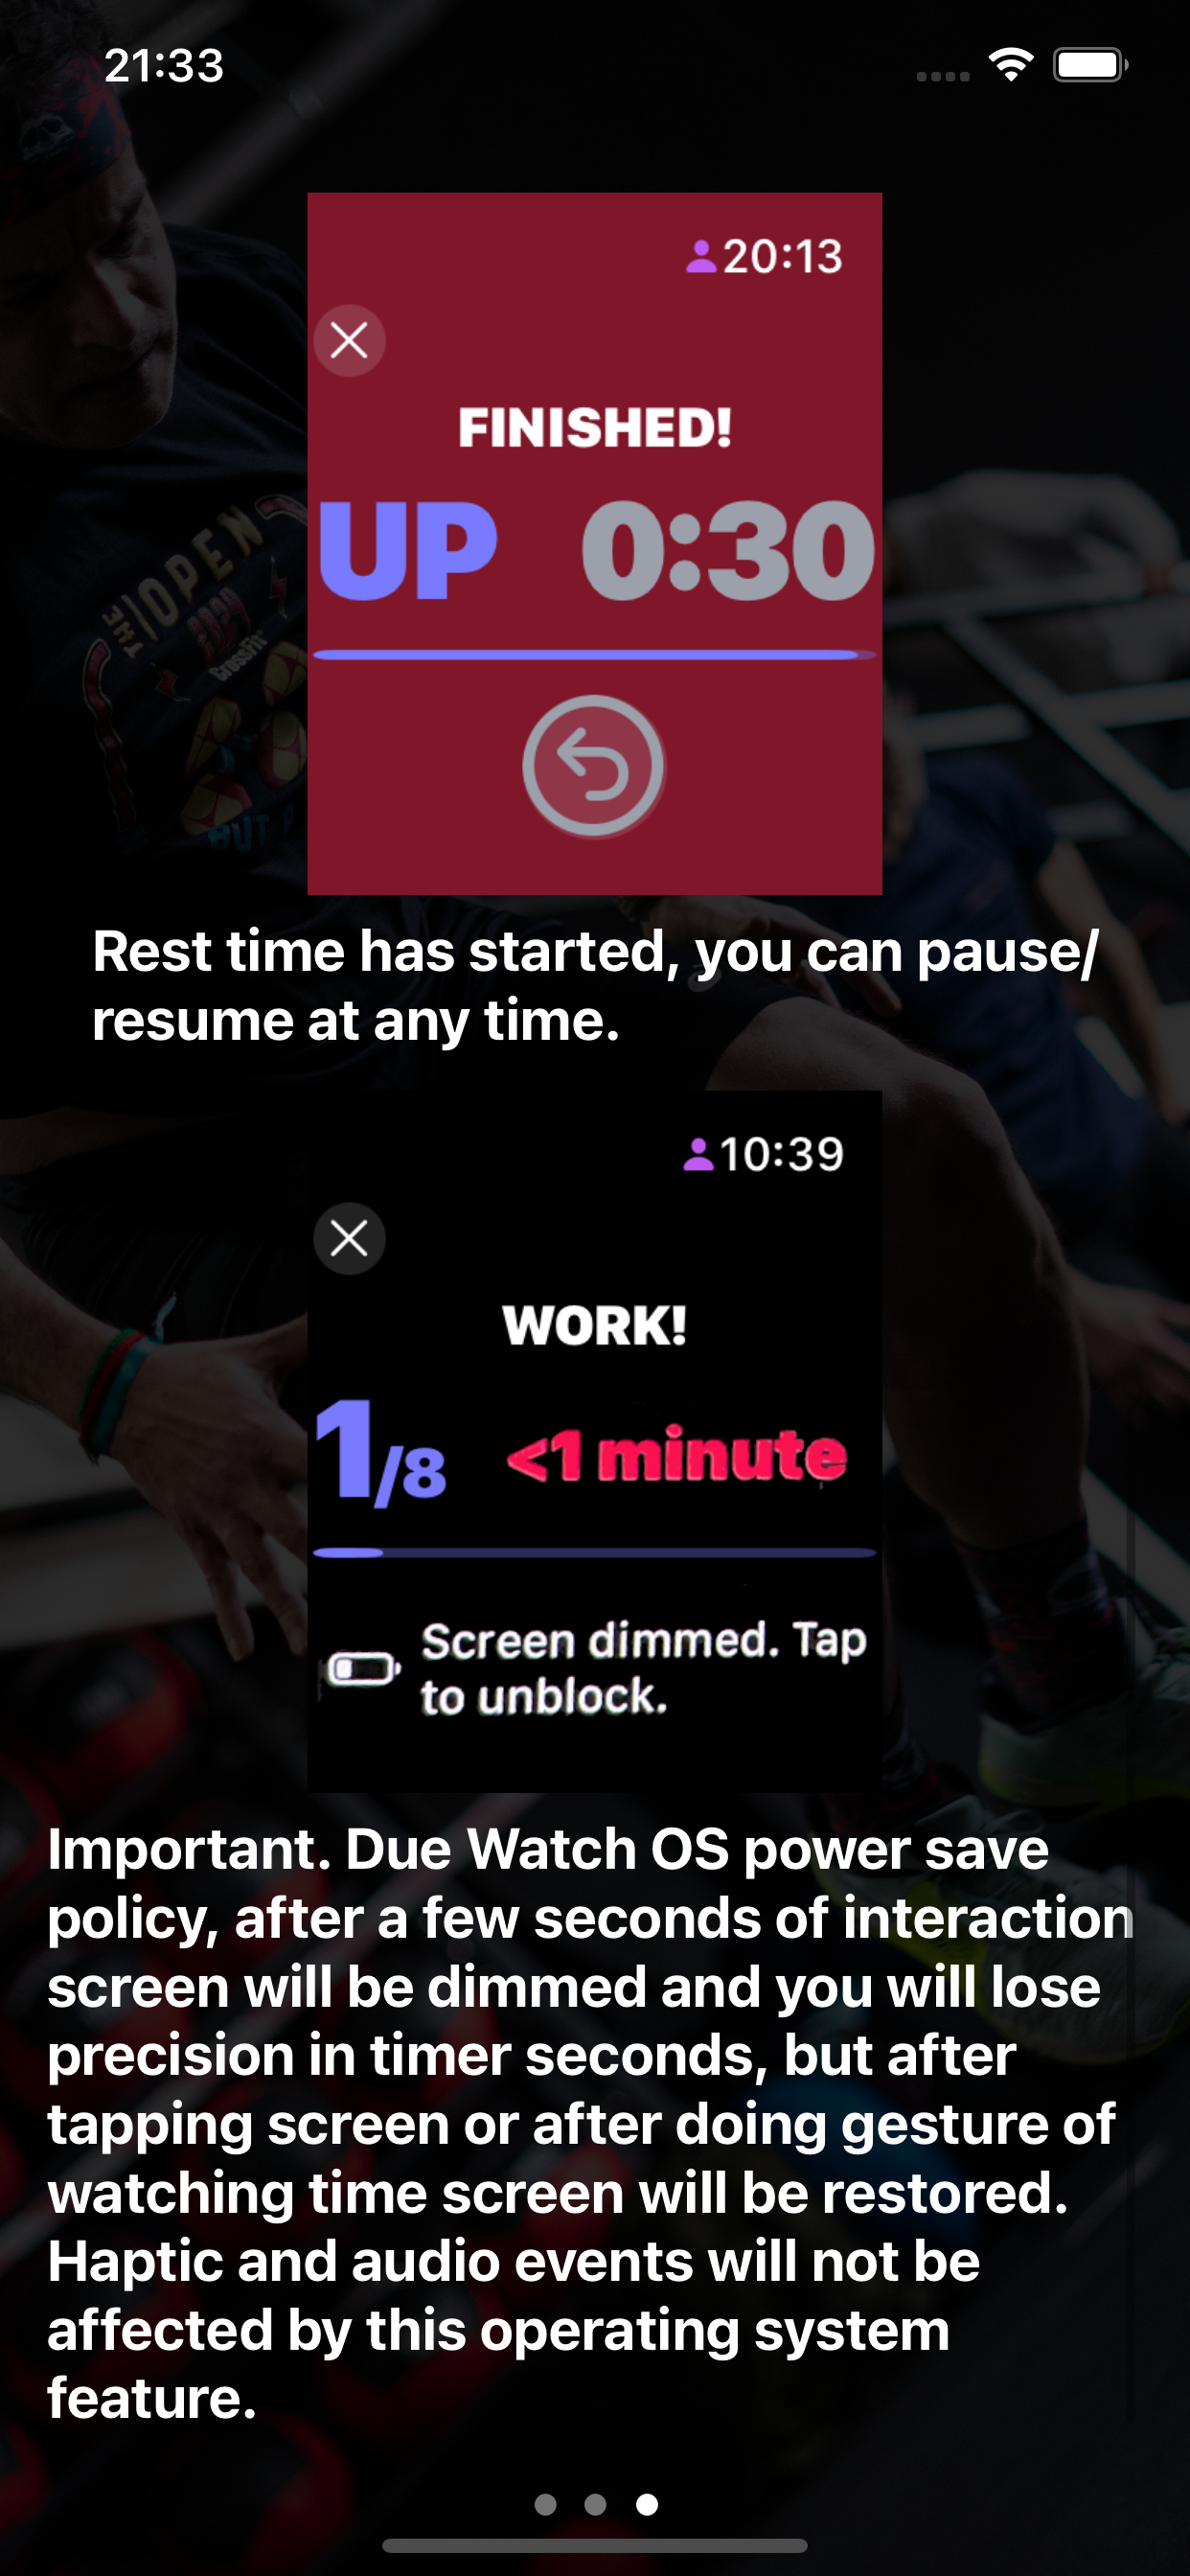 21:33
20:13
FINISHED!
UP 0:30
THE OPEN
CrossFit
BUT
Rest time has started, you can pause/
resume at any time.
10:39
WORK!
1/8 <1 minute
Screen dimmed. Tap
to unblock.
Important. Due Watch OS power save
policy, after a few seconds of interaction
screen will be dimmed and you will lose
precision in timer seconds, but after
tapping screen or after doing gesture of
watching time screen will be restored.
Haptic and audio events will not be
affected by this operating system
feature.